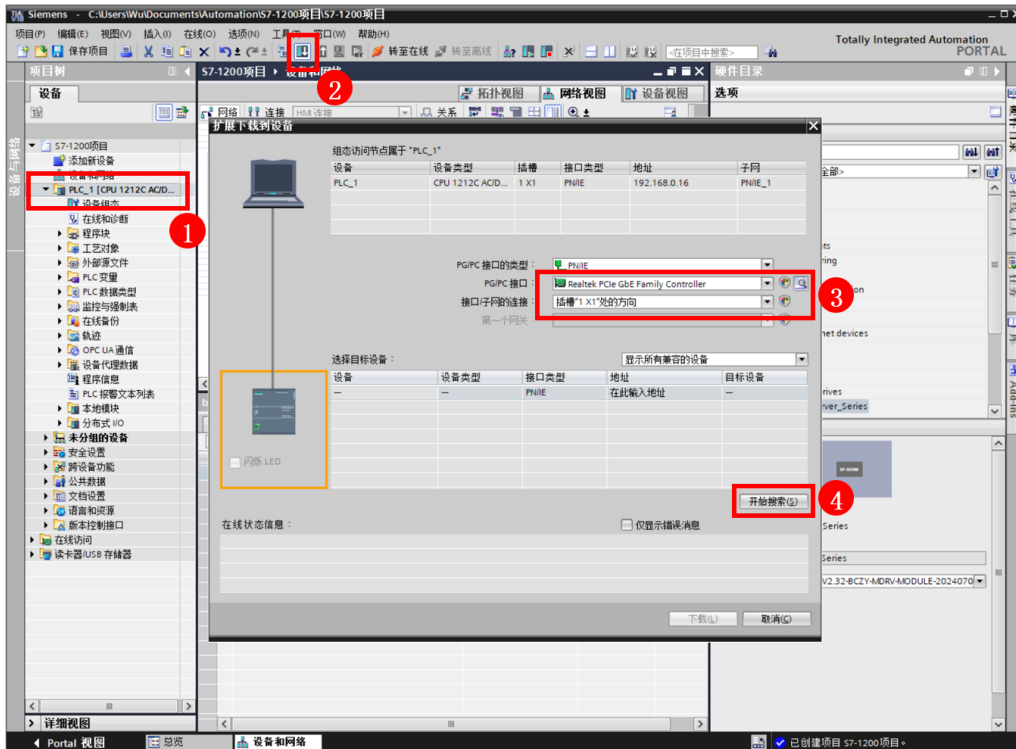 Siemens - C:\Users\Wu\Documents\Automation\S7-1200项目\S7-1200项目
项目(P) 编辑(E) 视图(V) 插入(I) 在线(O) 选项(N) 工具(T) 窗口(W) 帮助(H)
Totally Integrated Automation
PORTAL
保存项目 转至在线 转至离线 <在项目中搜索>
项目树
S7-1200项目 设备和网络
硬件目录
2
设备
拓扑视图 网络视图 设备视图
选项
网络 连接 HMI 连接 关系
扩展下载到设备
组态访问节点属于 "PLC_1"
设备 设备类型 插槽 接口类型 地址 子网
PLC_1 CPU 1212C AC/D... 1 X1 PN/IE 192.168.0.16 PN/IE_1
S7-1200项目
添加新设备
设备和网络
PLC_1 [CPU 1212C AC/D...
设备组态
在线和诊断
程序块
工艺对象
外部源文件
PLC 变量
PLC 数据类型
监控与强制表
在线备份
轨迹
OPC UA 通信
设备代理数据
程序信息
PLC 报警文本列表
本地模块
分布式 I/O
未分组的设备
安全设置
跨设备功能
公共数据
文档设置
语言和资源
版本控制接口
在线访问
读卡器/USB 存储器
1
PG/PC 接口的类型: PN/IE
PG/PC 接口: Realtek PCIe GbE Family Controller
接口/子网的连接: 插槽"1 X1"处的方向
第一个网关:
3
选择目标设备:
显示所有兼容的设备
设备 设备类型 接口类型 地址 目标设备
— — PN/IE 在此输入地址 —
闪烁 LED
开始搜索(S)
4
在线状态信息:
仅显示错误消息
下载(L) 取消(C)
全部>
net devices
rives
rver_Series
Series
Series
V2.32-BCZY-MDRV-MODULE-2024070
Add-Ins
设备与网络
详细视图
Portal 视图 总览 设备和网络
已创建项目 S7-1200项目。